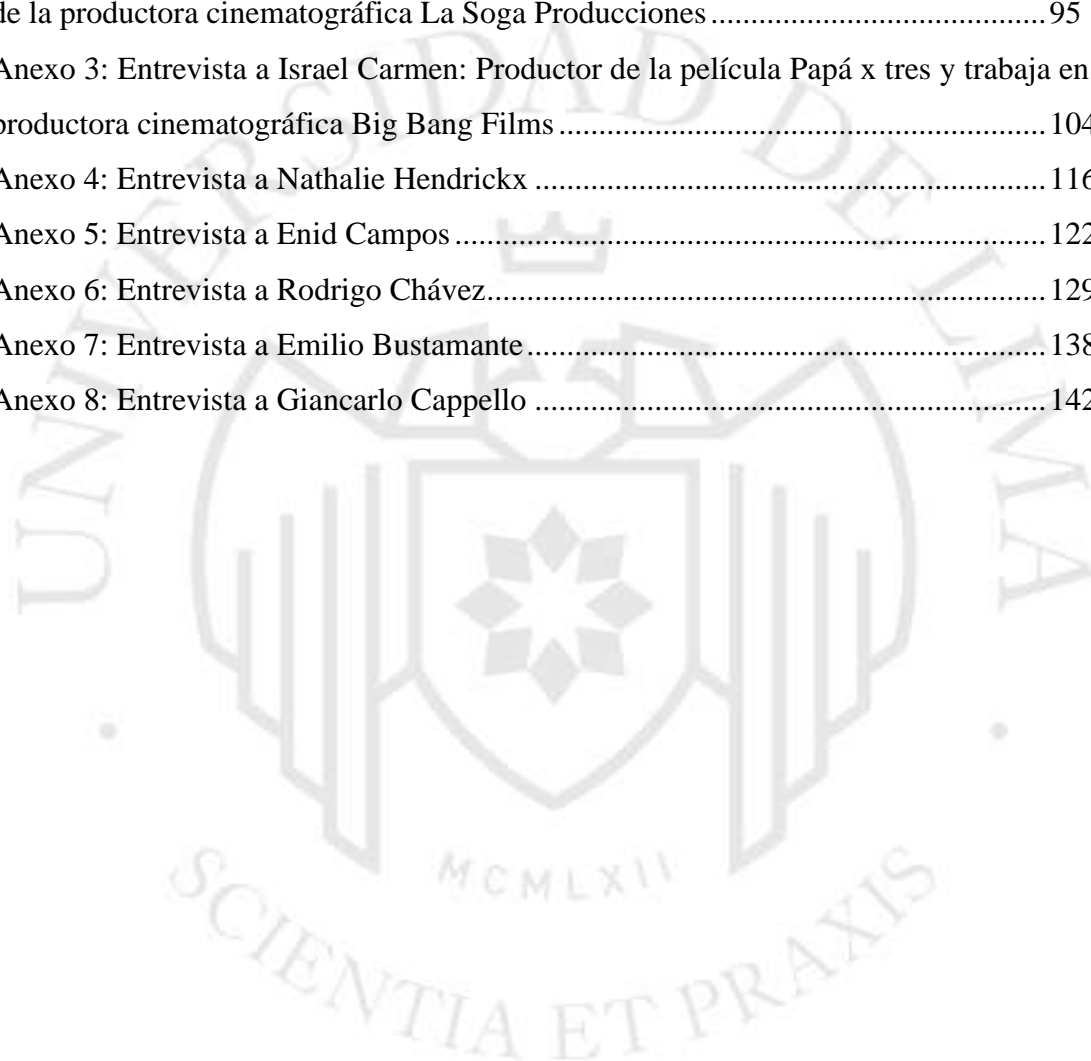 de la productora cinematográfica La Soga Producciones.....................................95
Anexo 3: Entrevista a Israel Carmen: Productor de la película Papá x tres y trabaja en
productora cinematográfica Big Bang Films.....................................................104
Anexo 4: Entrevista a Nathalie Hendrickx........................................................116
Anexo 5: Entrevista a Enid Campos.................................................................122
Anexo 6: Entrevista a Rodrigo Chávez.............................................................129
Anexo 7: Entrevista a Emilio Bustamante.........................................................138
Anexo 8: Entrevista a Giancarlo Cappello........................................................142
UNIVERSIDAD DE LIMA
MCMLXII
SCIENTIA ET PRAXIS